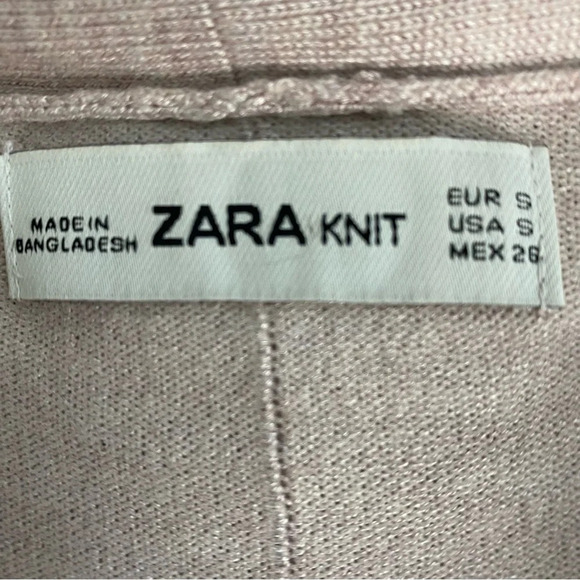 MADE IN
BANGLADESH
ZARA KNIT
EUR S
USA S
MEX 26